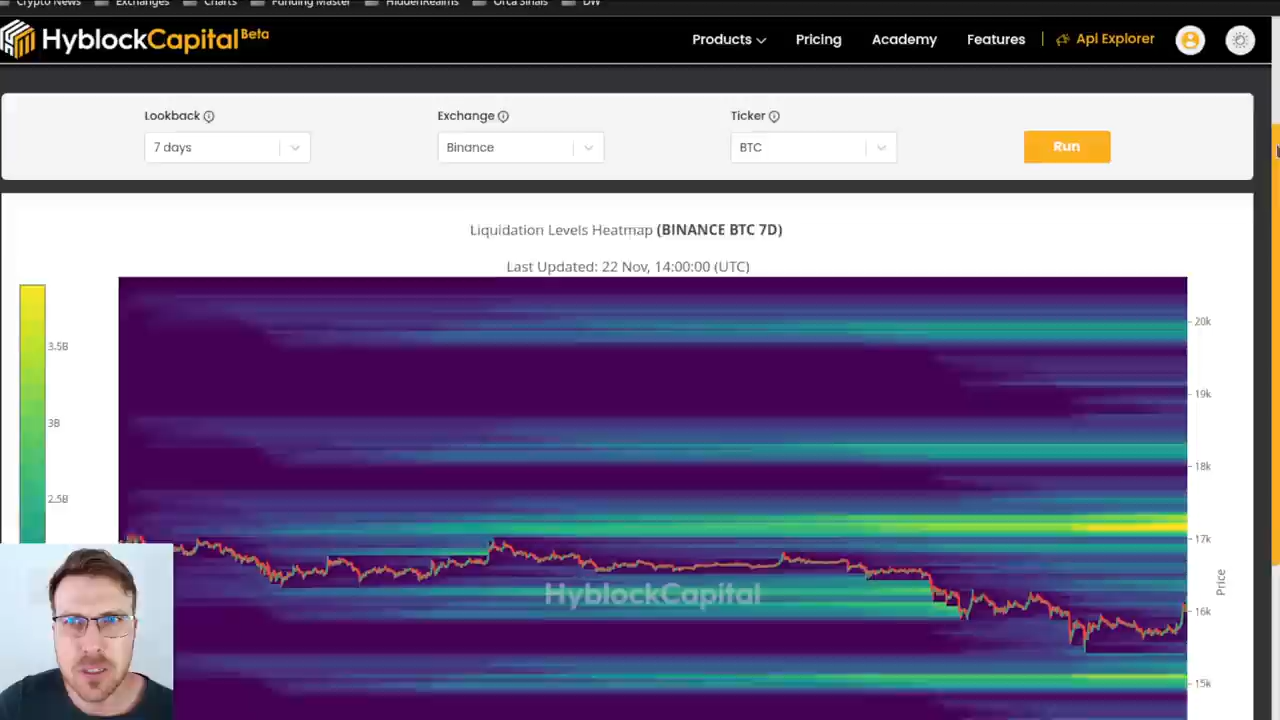 Crypto News Exchanges Charts Funding Master HiddenRealms Orca Sinals DW
HyblockCapital Beta
Products Pricing Academy Features Api Explorer
Lookback Exchange Ticker
7 days Binance BTC Run
Liquidation Levels Heatmap (BINANCE BTC 7D)
Last Updated: 22 Nov, 14:00:00 (UTC)
20k
3.5B
19k
3B
18k
2.5B
17k
Price
HyblockCapital
16k
15k